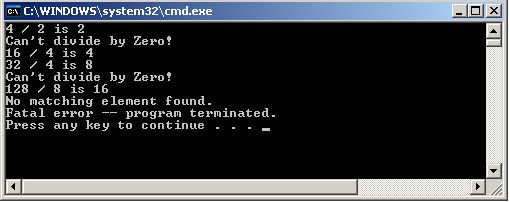 C:\WINDOWS\system32\cmd.exe
4 / 2 is 2
Can't divide by Zero!
16 / 4 is 4
32 / 4 is 8
Can't divide by Zero!
128 / 8 is 16
No matching element found.
Fatal error -- program terminated.
Press any key to continue . . . _